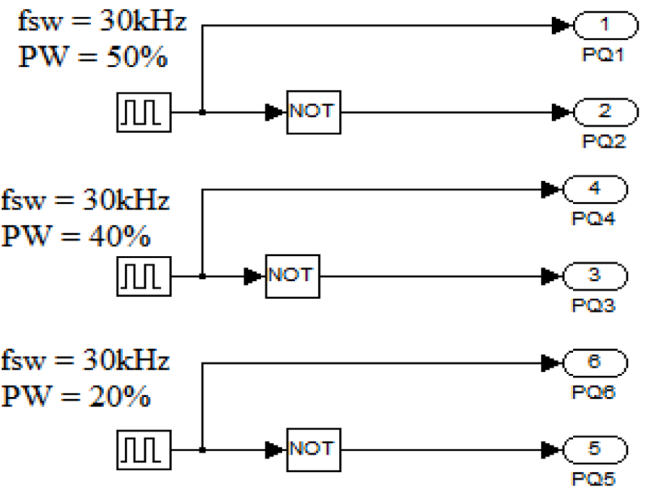 fsw = 30kHz
PW = 50%
1
PQ1
NOT
2
PQ2
fsw = 30kHz
PW = 40%
4
PQ4
NOT
3
PQ3
fsw = 30kHz
PW = 20%
6
PQ6
NOT
5
PQ5